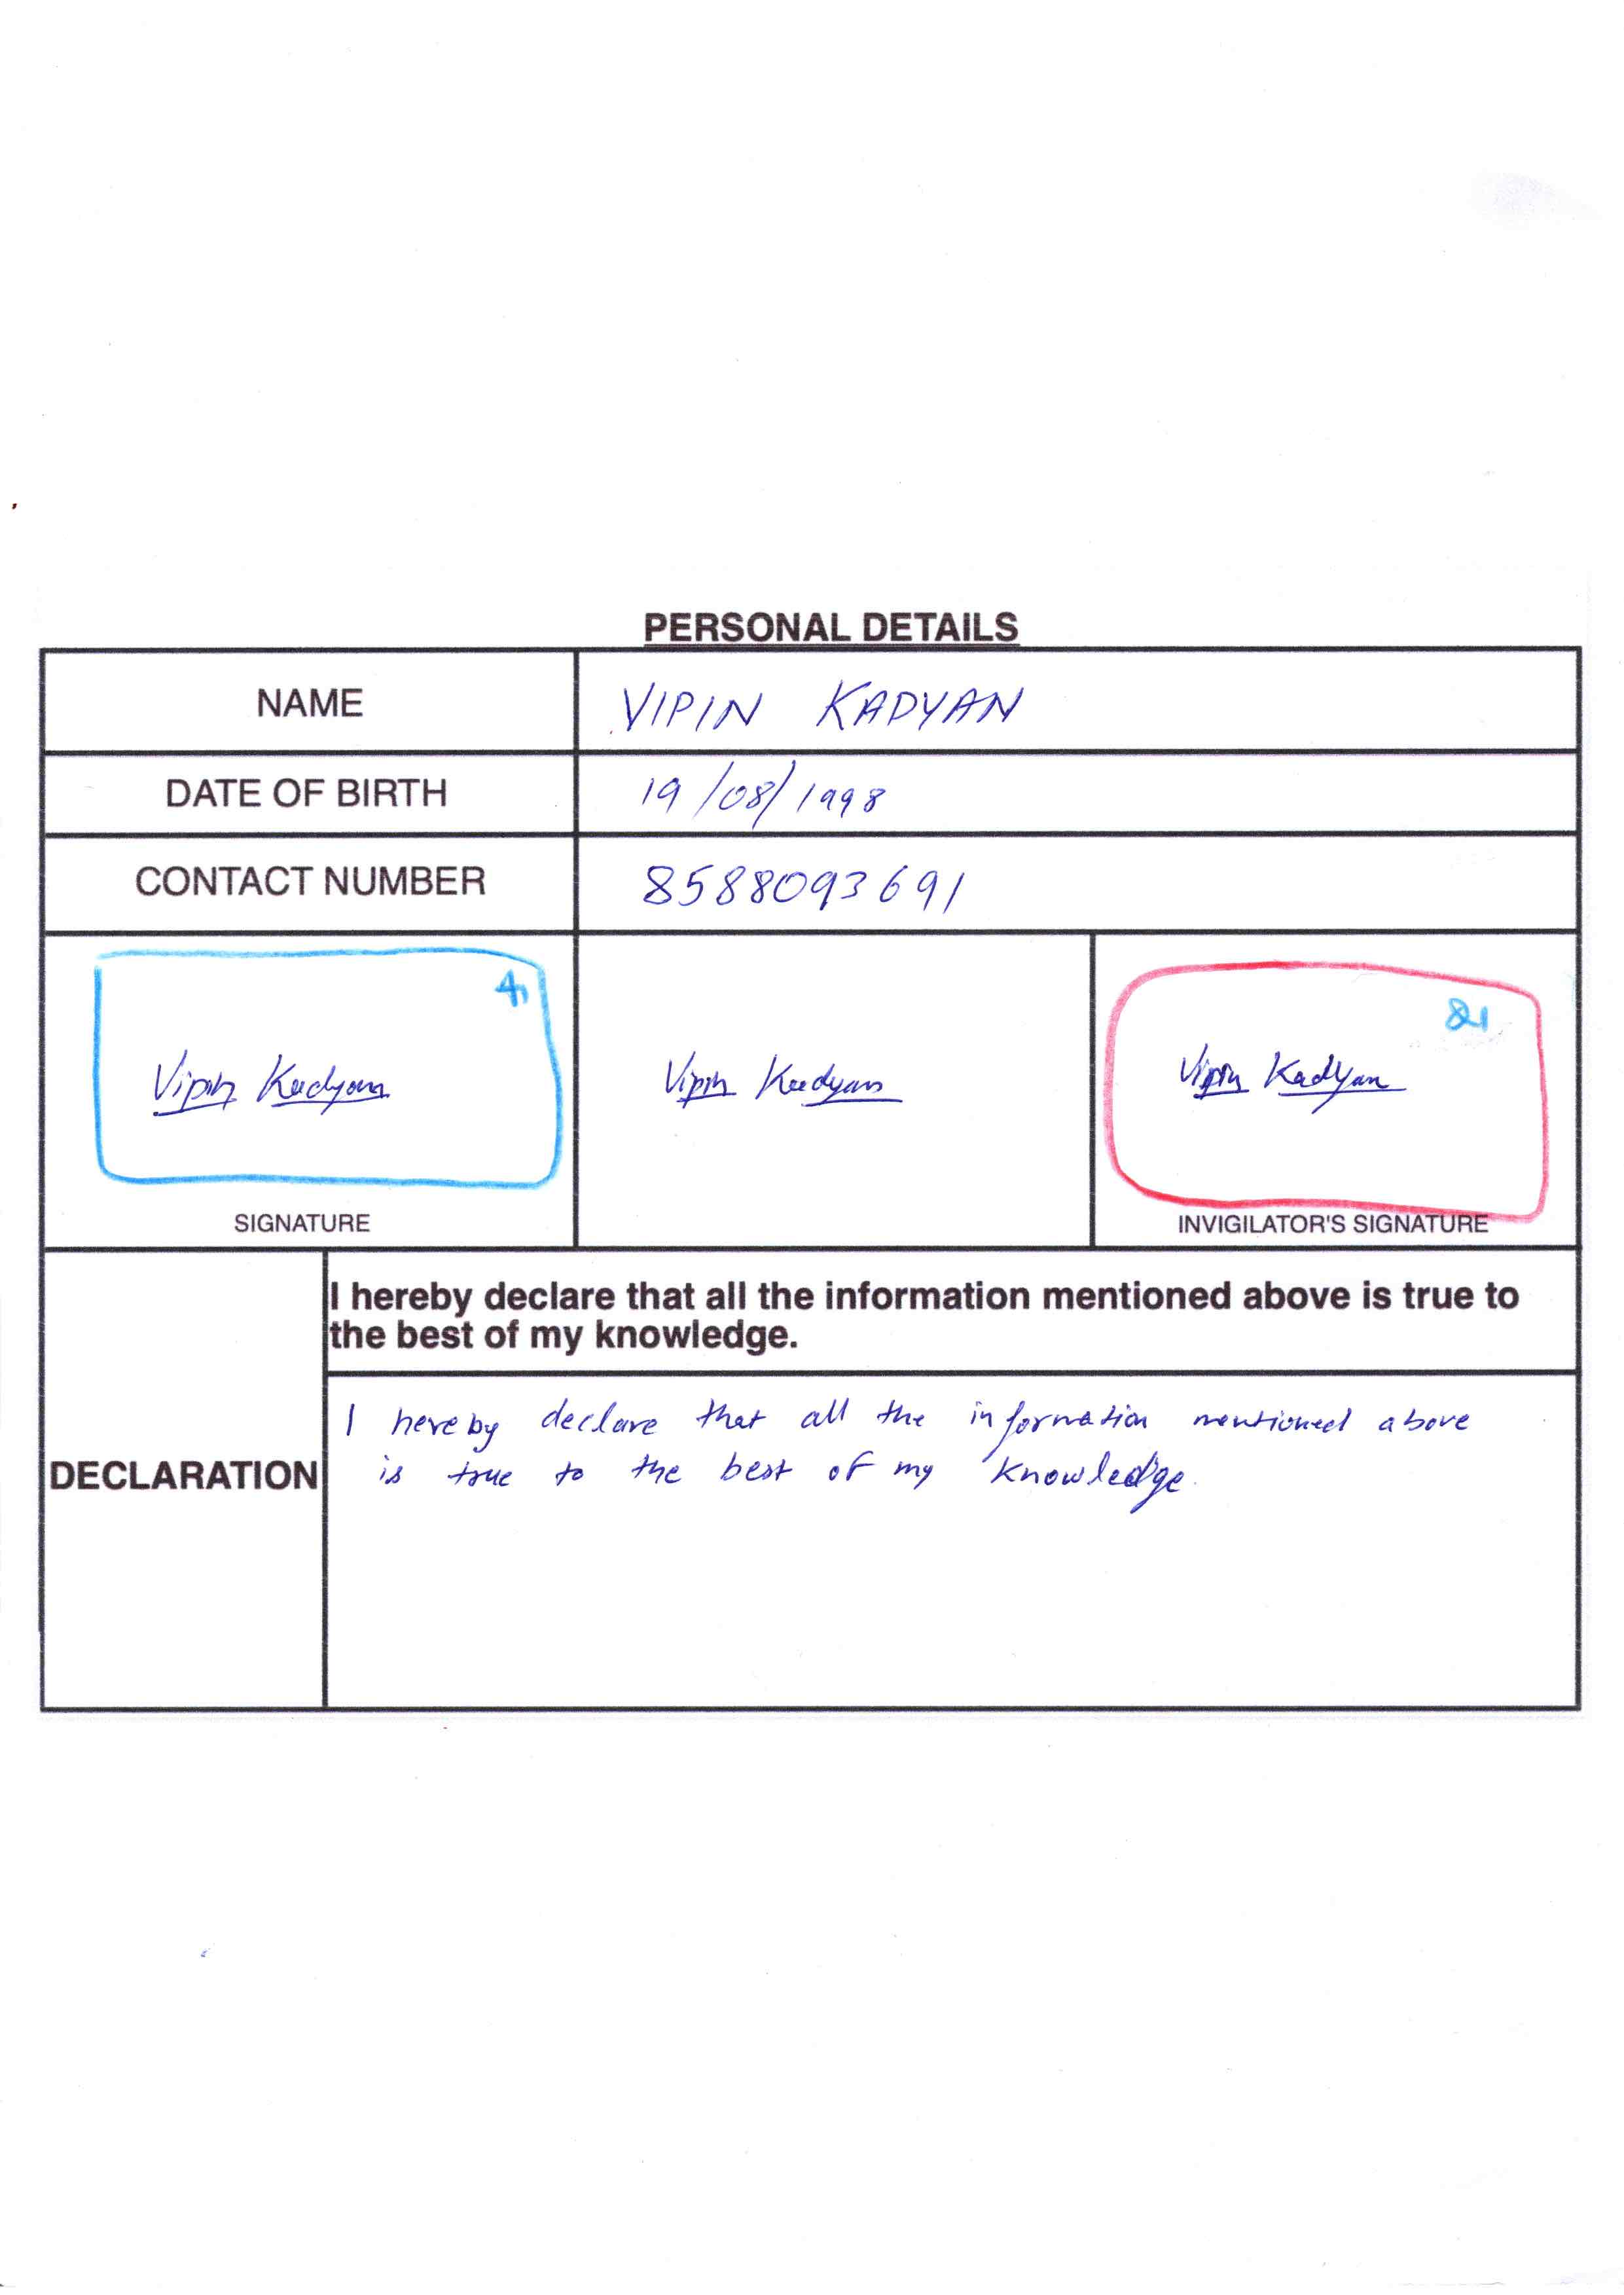 PERSONAL DETAILS
NAME
VIPIN KADYAN
DATE OF BIRTH
19/08/1998
CONTACT NUMBER
8588093691
Vipin Kadyan
Vipin Kadyan
Vipin Kadyan
SIGNATURE
INVIGILATOR'S SIGNATURE
I hereby declare that all the information mentioned above is true to
the best of my knowledge.
I hereby declare that all the information mentioned above
DECLARATION
is true to the best of my knowledge.